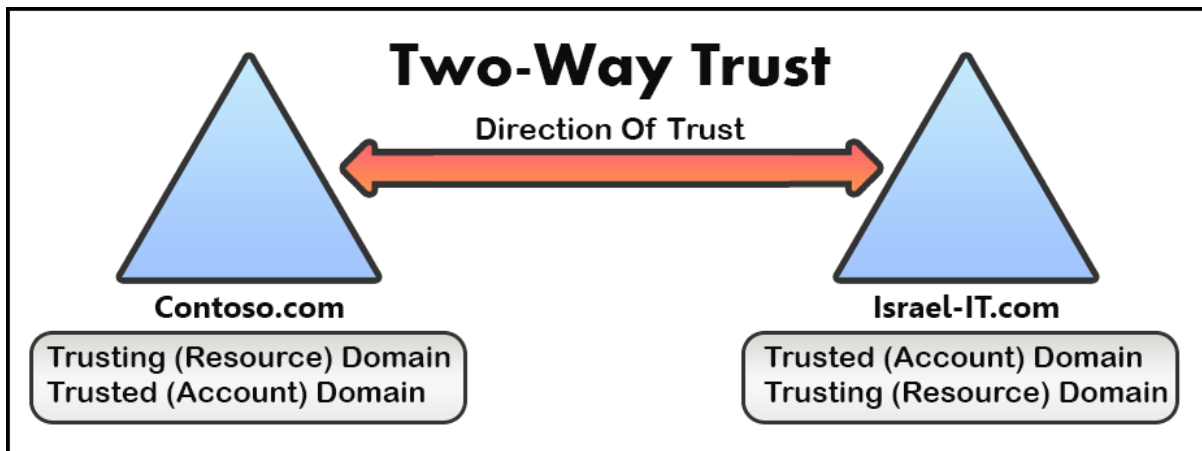 Two-Way Trust
Direction Of Trust
Contoso.com
Trusting (Resource) Domain
Trusted (Account) Domain
Israel-IT.com
Trusted (Account) Domain
Trusting (Resource) Domain